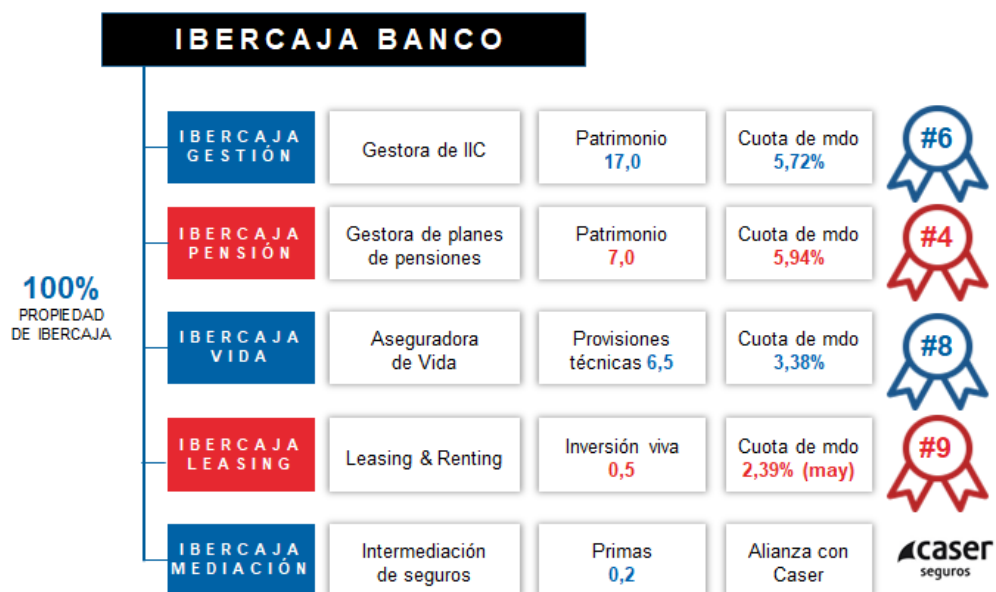 IBERCAJA BANCO
100%
PROPIEDAD
DE IBERCAJA
IBERCAJA
GESTIÓN
Gestora de IIC
Patrimonio
17,0
Cuota de mdo
5,72%
#6
IBERCAJA
PENSIÓN
Gestora de planes
de pensiones
Patrimonio
7,0
Cuota de mdo
5,94%
#4
IBERCAJA
VIDA
Aseguradora
de Vida
Provisiones
técnicas 6,5
Cuota de mdo
3,38%
#8
IBERCAJA
LEASING
Leasing & Renting
Inversión viva
0,5
Cuota de mdo
2,39% (may)
#9
IBERCAJA
MEDIACIÓN
Intermediación
de seguros
Primas
0,2
Alianza con
Caser
caser
seguros